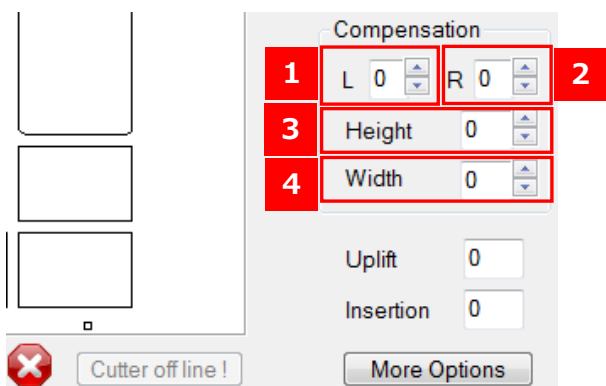 Compensation
1 L 0 R 0 2
3 Height 0
4 Width 0
Uplift 0
Insertion 0
Cutter off line ! More Options